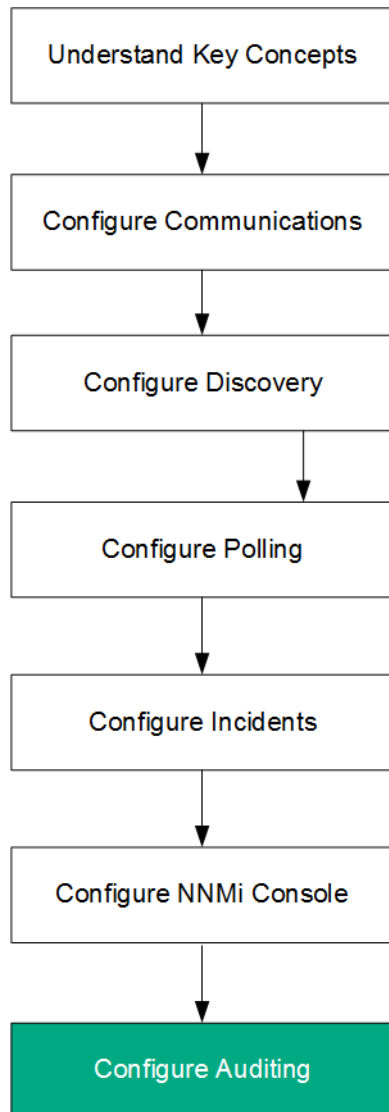 Understand Key Concepts
Configure Communications
Configure Discovery
Configure Polling
Configure Incidents
Configure NNMi Console
Configure Auditing